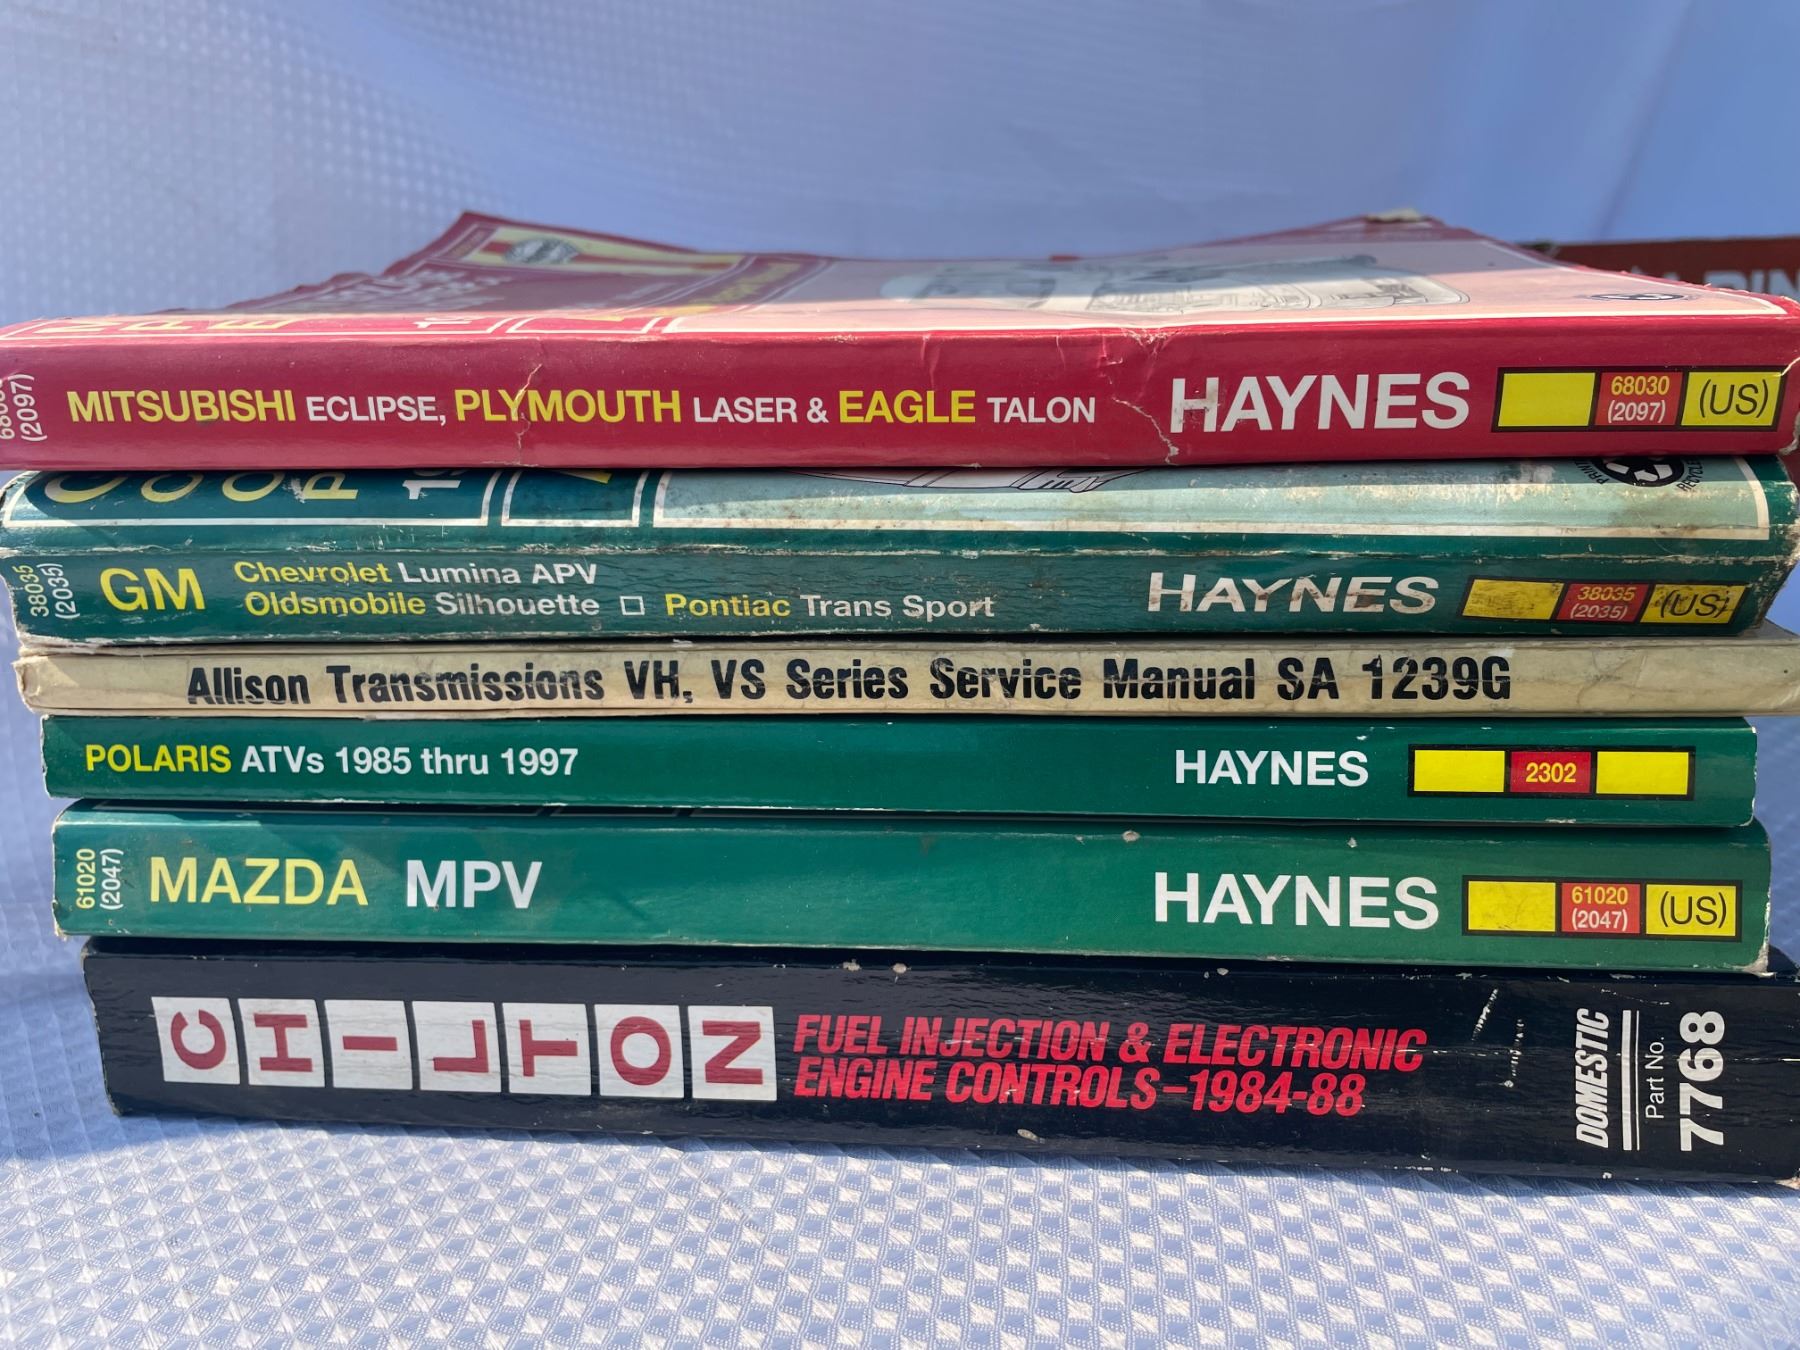 68030
(2097)
MITSUBISHI ECLIPSE, PLYMOUTH LASER & EAGLE TALON
HAYNES
68030
(2097)
(US)
38035
(2035)
GM
Chevrolet Lumina APV
Oldsmobile Silhouette □ Pontiac Trans Sport
HAYNES
38035
(2035)
(US)
Allison Transmissions VH, VS Series Service Manual SA 1239G
POLARIS ATVs 1985 thru 1997
HAYNES
2302
61020
(2047)
MAZDA MPV
HAYNES
61020
(2047)
(US)
CHILTON
FUEL INJECTION & ELECTRONIC
ENGINE CONTROLS-1984-88
DOMESTIC
Part No.
7768